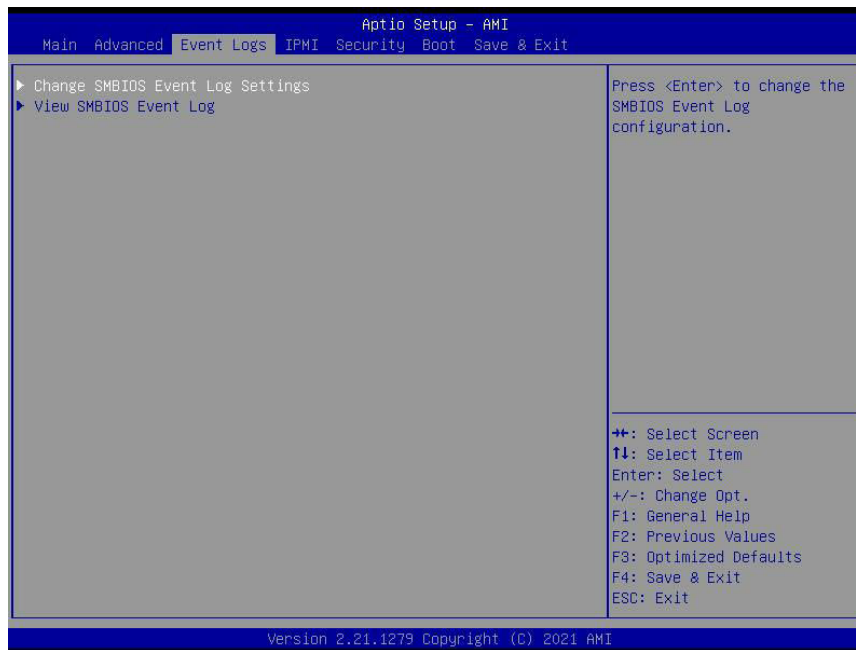 Aptio Setup – AMI
Main Advanced Event Logs IPMI Security Boot Save & Exit
▶ Change SMBIOS Event Log Settings
▶ View SMBIOS Event Log
Press <Enter> to change the
SMBIOS Event Log
configuration.
→←: Select Screen
↑↓: Select Item
Enter: Select
+/-: Change Opt.
F1: General Help
F2: Previous Values
F3: Optimized Defaults
F4: Save & Exit
ESC: Exit
Version 2.21.1279 Copyright (C) 2021 AMI